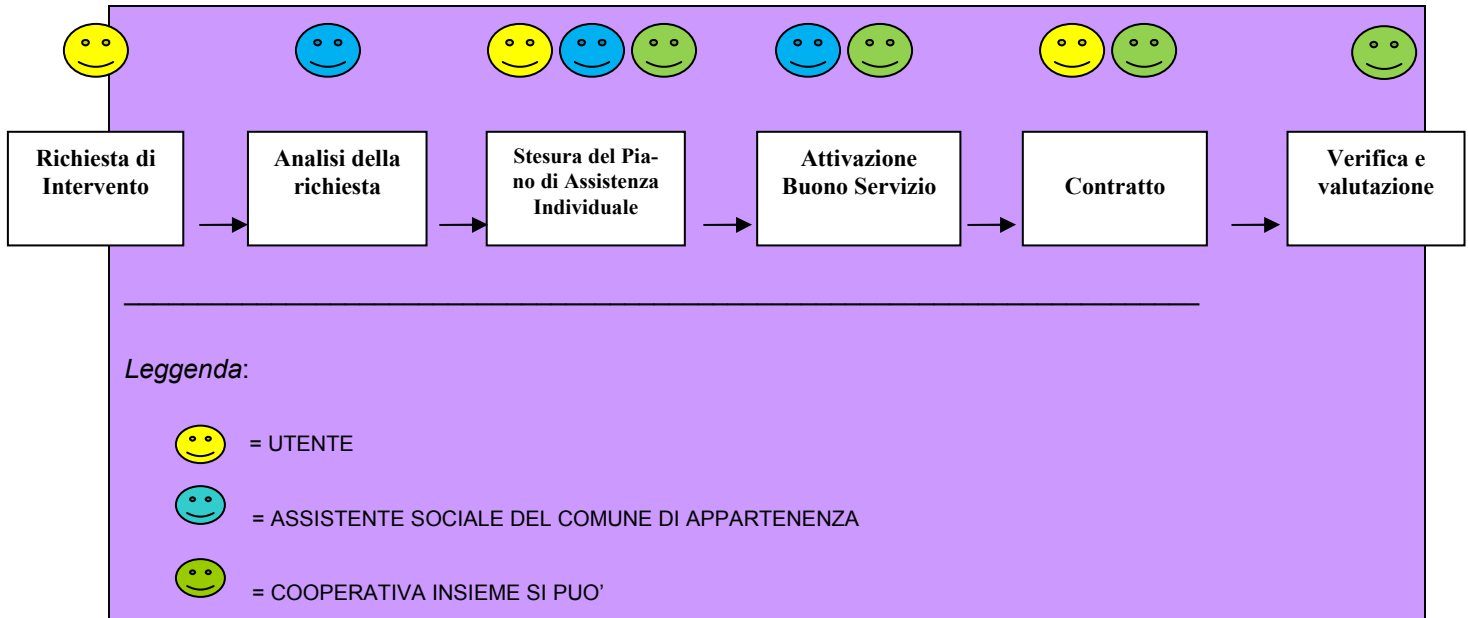 Richiesta di
Intervento
Analisi della
richiesta
Stesura del Pia-
no di Assistenza
Individuale
Attivazione
Buono Servizio
Contratto
Verifica e
valutazione
Leggenda:
= UTENTE
= ASSISTENTE SOCIALE DEL COMUNE DI APPARTENENZA
= COOPERATIVA INSIEME SI PUO’